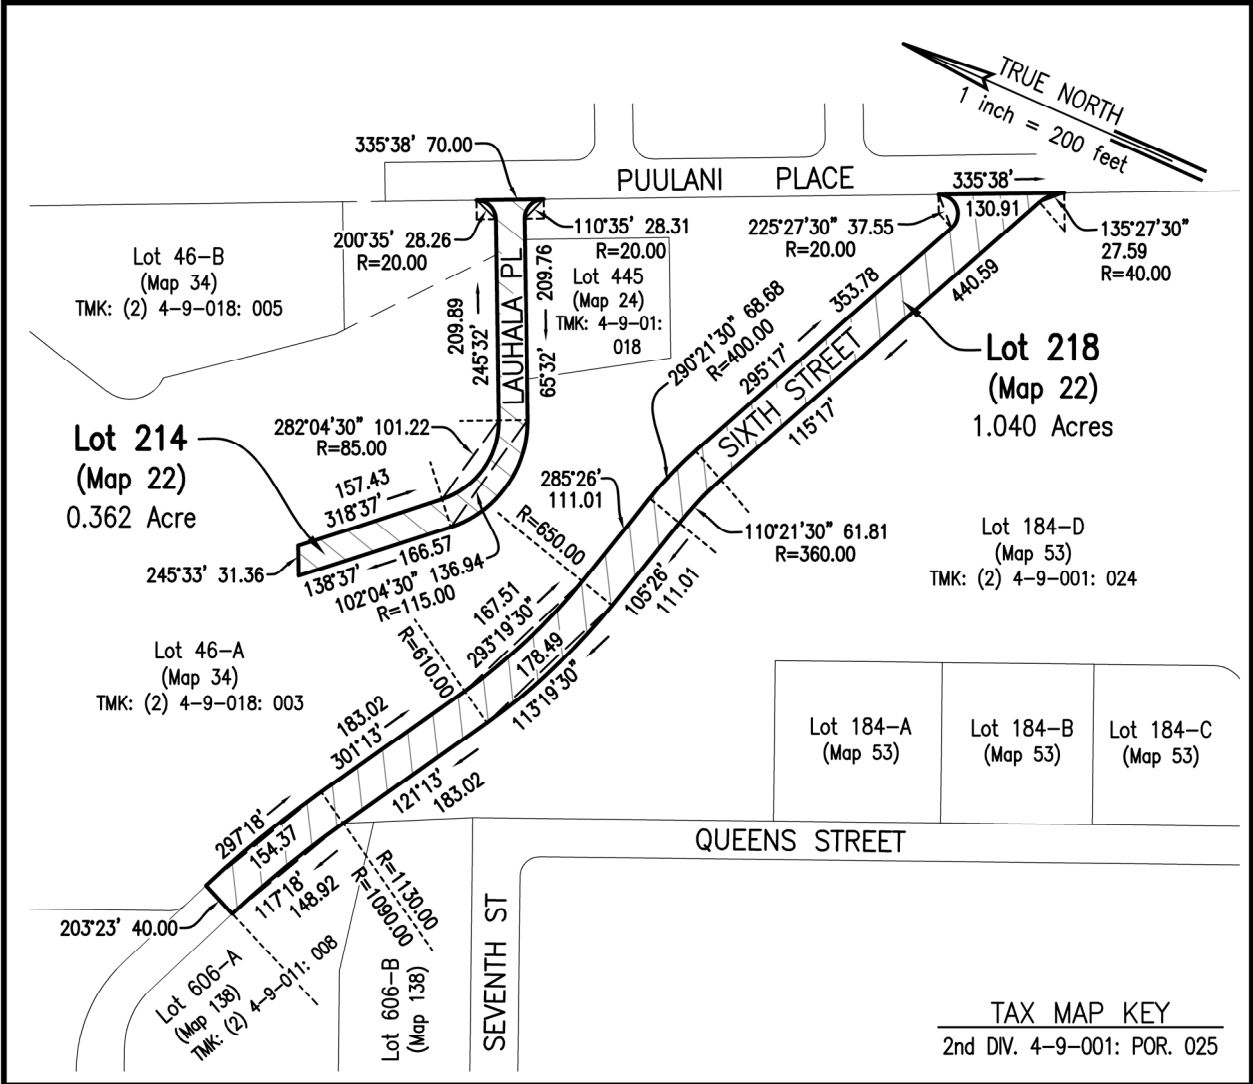 TRUE NORTH
1 inch = 200 feet
335°38' 70.00
PUULANI PLACE
335°38'
130.91
200°35' 28.26
R=20.00
110°35' 28.31
R=20.00
225°27'30" 37.55
R=20.00
135°27'30"
27.59
R=40.00
Lot 46-B
(Map 34)
TMK: (2) 4-9-018: 005
LAUHALA PL
209.89
245°32'
209.76
65°32'
Lot 445
(Map 24)
TMK: 4-9-01:
018
290°21'30" 68.68
R=400.00
353.78
295°17'
SIXTH STREET
440.59
115°17'
Lot 218
(Map 22)
1.040 Acres
Lot 214
(Map 22)
0.362 Acre
282°04'30" 101.22
R=85.00
157.43
318°37'
245°33' 31.36
166.57
138°37'
102°04'30" 136.94
R=115.00
285°26'
111.01
R=650.00
110°21'30" 61.81
R=360.00
105°26'
111.01
Lot 184-D
(Map 53)
TMK: (2) 4-9-001: 024
167.51
293°19'30"
178.49
113°19'30"
R=610.00
Lot 46-A
(Map 34)
TMK: (2) 4-9-018: 003
183.02
301°13'
121°13'
183.02
Lot 184-A
(Map 53)
Lot 184-B
(Map 53)
Lot 184-C
(Map 53)
297°18'
154.37
117°18'
148.92
R=1130.00
R=1090.00
203°23' 40.00
QUEENS STREET
SEVENTH ST
Lot 606-A
(Map 138)
TMK: (2) 4-9-011: 008
Lot 606-B
(Map 138)
TAX MAP KEY
2nd DIV. 4-9-001: POR. 025